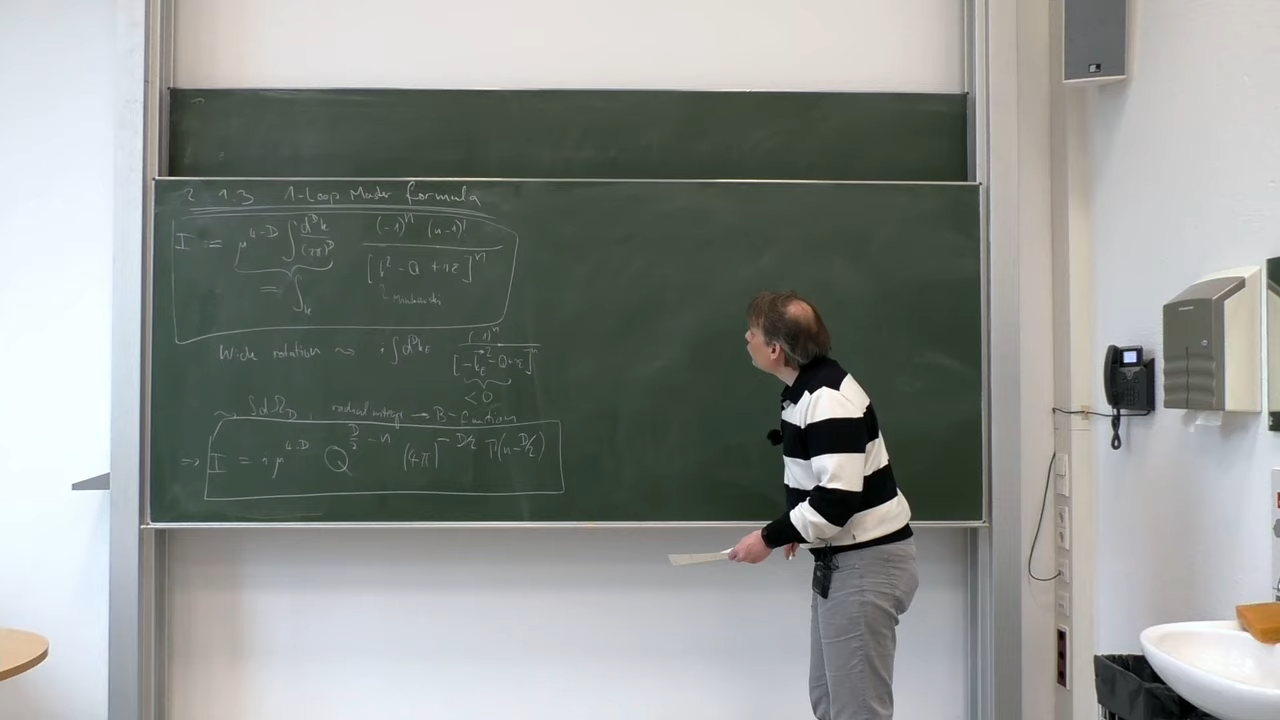 2.1.3 1-Loop Master formula
I := μ^{4-D} ∫ d^Dk/(2π)^D (-1)^n (n-1)! / [k² - Q + iε]^n
= ∫_k Minkowski
Wick rotation ⇝ i∫d^Dk_E (-1)^n / [-k_E² - Q + iε]^n
< 0
⇝ ∫dΩ_D , radial integr → B-Function
⇒ I = i μ^{4-D} Q^{D/2 - n} (4π)^{-D/2} Γ(n-D/2)